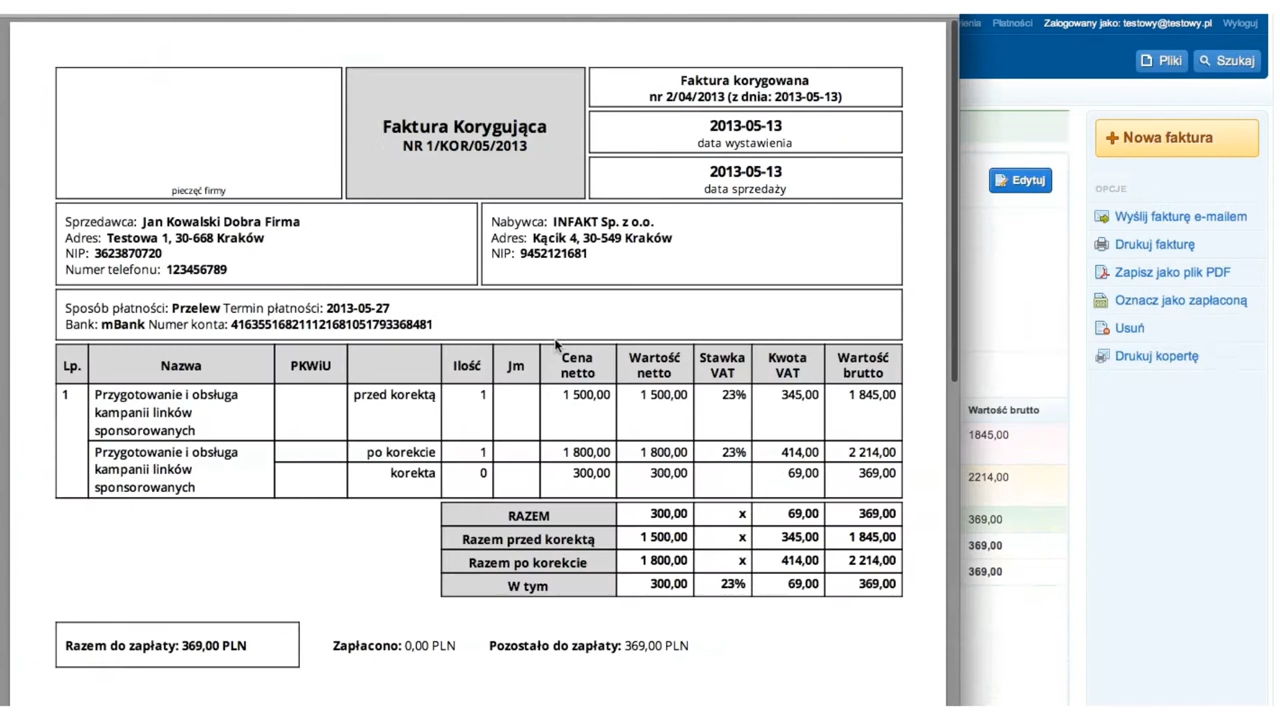 Płatności
Zalogowany jako: testowy@testowy.pl
Wyloguj
Pliki
Szukaj
pieczęć firmy
Faktura Korygująca
NR 1/KOR/05/2013
Faktura korygowana
nr 2/04/2013 (z dnia: 2013-05-13)
2013-05-13
data wystawienia
2013-05-13
data sprzedaży
Sprzedawca: Jan Kowalski Dobra Firma
Adres: Testowa 1, 30-668 Kraków
NIP: 3623870720
Numer telefonu: 123456789
Nabywca: INFAKT Sp. z o.o.
Adres: Kącik 4, 30-549 Kraków
NIP: 9452121681
Sposób płatności: Przelew Termin płatności: 2013-05-27
Bank: mBank Numer konta: 41635516821112168105179336848​1
Lp. Nazwa PKWiU Ilość Jm Cena netto Wartość netto Stawka VAT Kwota VAT Wartość brutto
1 Przygotowanie i obsługa kampanii linków sponsorowanych przed korektą 1 1 500,00 1 500,00 23% 345,00 1 845,00
Przygotowanie i obsługa kampanii linków sponsorowanych po korekcie 1 1 800,00 1 800,00 23% 414,00 2 214,00
korekta 0 300,00 300,00 69,00 369,00
RAZEM 300,00 x 69,00 369,00
Razem przed korektą 1 500,00 x 345,00 1 845,00
Razem po korekcie 1 800,00 x 414,00 2 214,00
W tym 300,00 23% 69,00 369,00
Razem do zapłaty: 369,00 PLN
Zapłacono: 0,00 PLN
Pozostało do zapłaty: 369,00 PLN
Edytuj
Wartość brutto
1845,00
2214,00
369,00
369,00
369,00
Nowa faktura
OPCJE
Wyślij fakturę e-mailem
Drukuj fakturę
Zapisz jako plik PDF
Oznacz jako zapłaconą
Usuń
Drukuj kopertę